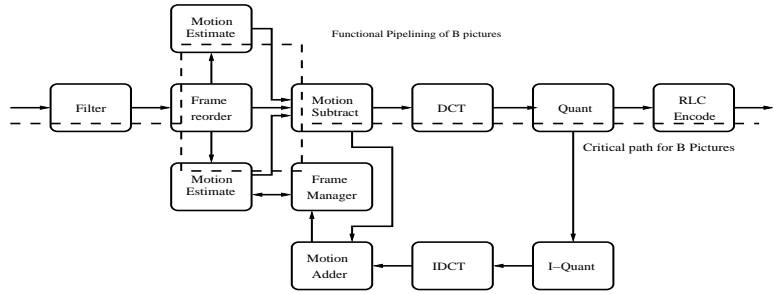 Motion
Estimate
Functional Pipelining of B pictures
Filter
Frame
reorder
Motion
Subtract
DCT
Quant
RLC
Encode
Critical path for B Pictures
Motion
Estimate
Frame
Manager
Motion
Adder
IDCT
I-Quant